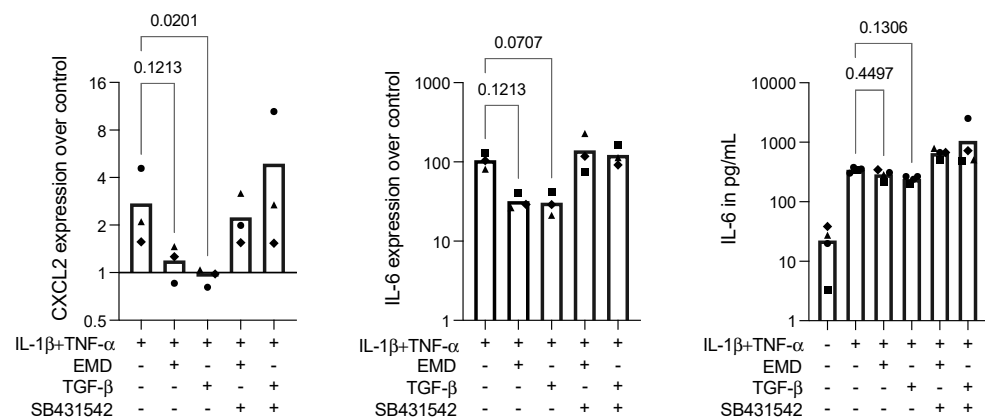 0.0201
0.1213
CXCL2 expression over control
16
8
4
2
1
0.5
IL-1β+TNF-α + + + + +
EMD - + - + -
TGF-β - - + - +
SB431542 - - - + +
0.0707
0.1213
IL-6 expression over control
1000
100
10
1
IL-1β+TNF-α + + + + +
EMD - + - + -
TGF-β - - + - +
SB431542 - - - + +
0.1306
0.4497
IL-6 in pg/mL
10000
1000
100
10
1
IL-1β+TNF-α - + + + + +
EMD - - + - + -
TGF-β - - - + - +
SB431542 - - - - + +